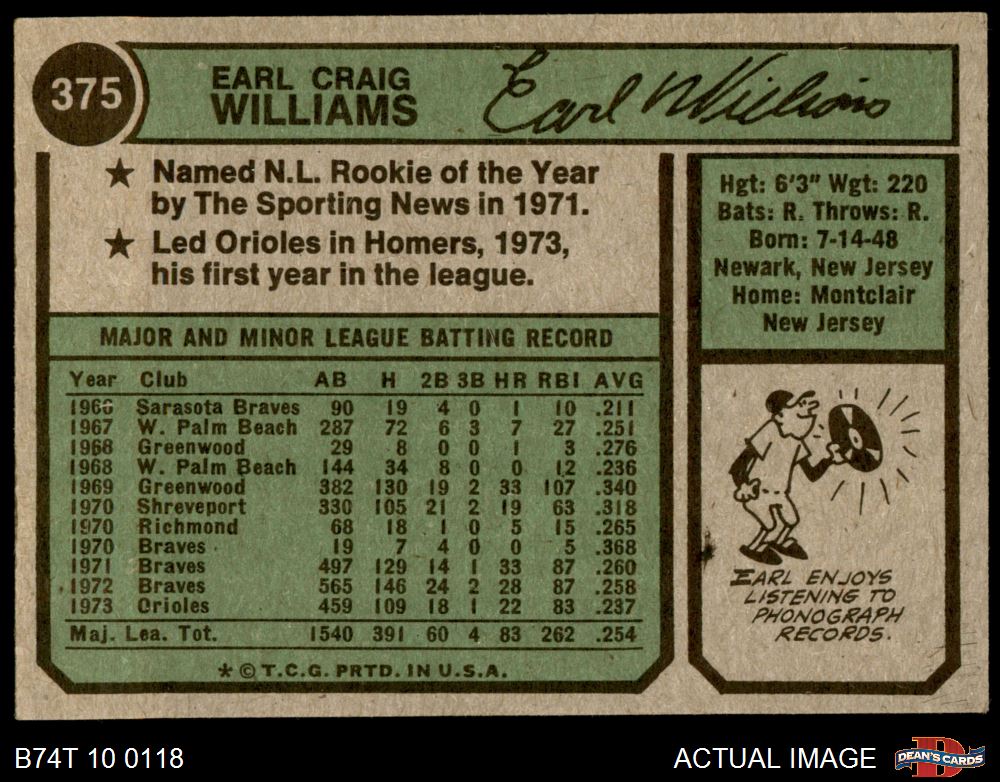 375
EARL CRAIG
WILLIAMS
Earl Williams
★ Named N.L. Rookie of the Year
by The Sporting News in 1971.
★ Led Orioles in Homers, 1973,
his first year in the league.
Hgt: 6'3" Wgt: 220
Bats: R. Throws: R.
Born: 7-14-48
Newark, New Jersey
Home: Montclair
New Jersey
MAJOR AND MINOR LEAGUE BATTING RECORD
Year Club AB H 2B 3B HR RBI AVG
1966 Sarasota Braves 90 19 4 0 1 10 .211
1967 W. Palm Beach 287 72 6 3 7 27 .251
1968 Greenwood 29 8 0 0 1 3 .276
1968 W. Palm Beach 144 34 8 0 0 12 .236
1969 Greenwood 382 130 19 2 33 107 .340
1970 Shreveport 330 105 21 2 19 63 .318
1970 Richmond 68 18 1 0 5 15 .265
1970 Braves 19 7 4 0 0 5 .368
1971 Braves 497 129 14 1 33 87 .260
1972 Braves 565 146 24 2 28 87 .258
1973 Orioles 459 109 18 1 22 83 .237
Maj. Lea. Tot. 1540 391 60 4 83 262 .254
* © T.C.G. PRTD. IN U.S.A.
EARL ENJOYS
LISTENING TO
PHONOGRAPH
RECORDS.
B74T 10 0118
ACTUAL IMAGE
D
DEAN'S CARDS